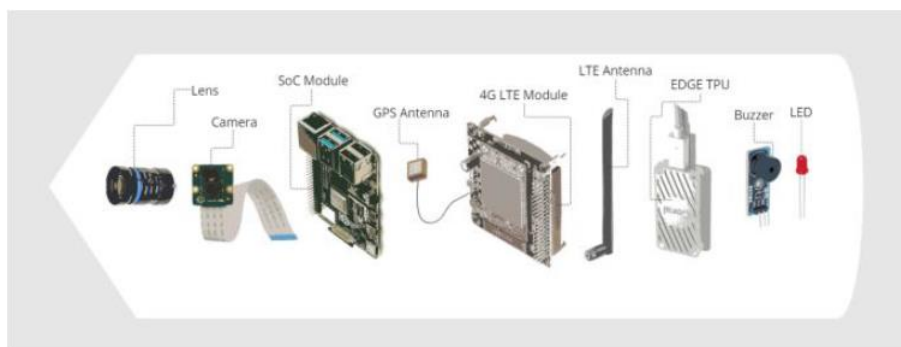 Lens
Camera
SoC Module
GPS Antenna
4G LTE Module
LTE Antenna
EDGE TPU
Buzzer
LED